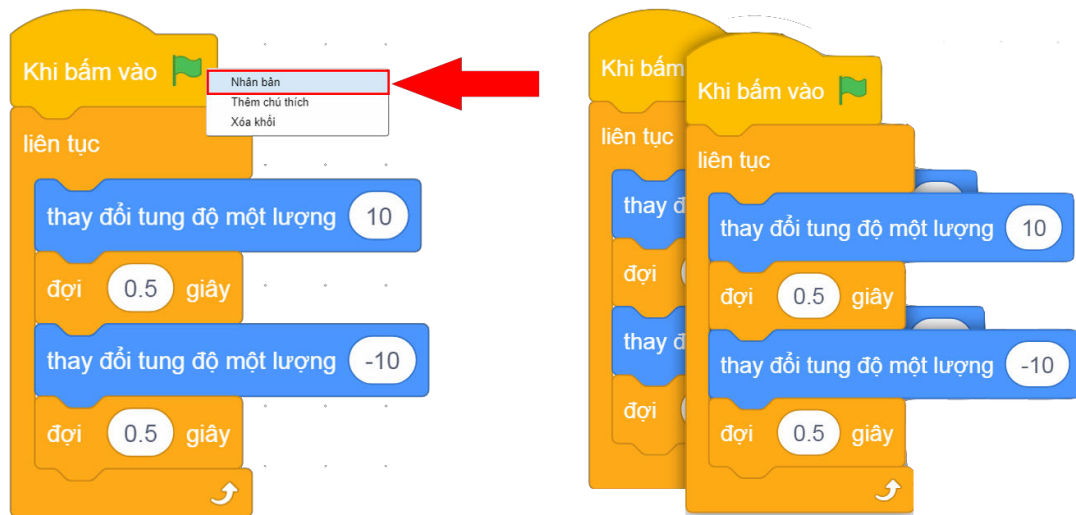 Khi bấm vào
Nhân bản
Thêm chú thích
Xóa khối
liên tục
thay đổi tung độ một lượng 10
đợi 0.5 giây
thay đổi tung độ một lượng -10
đợi 0.5 giây
Khi bấm
liên tục
thay đ
đợi
thay đ
đợi
Khi bấm vào
liên tục
thay đổi tung độ một lượng 10
đợi 0.5 giây
thay đổi tung độ một lượng -10
đợi 0.5 giây